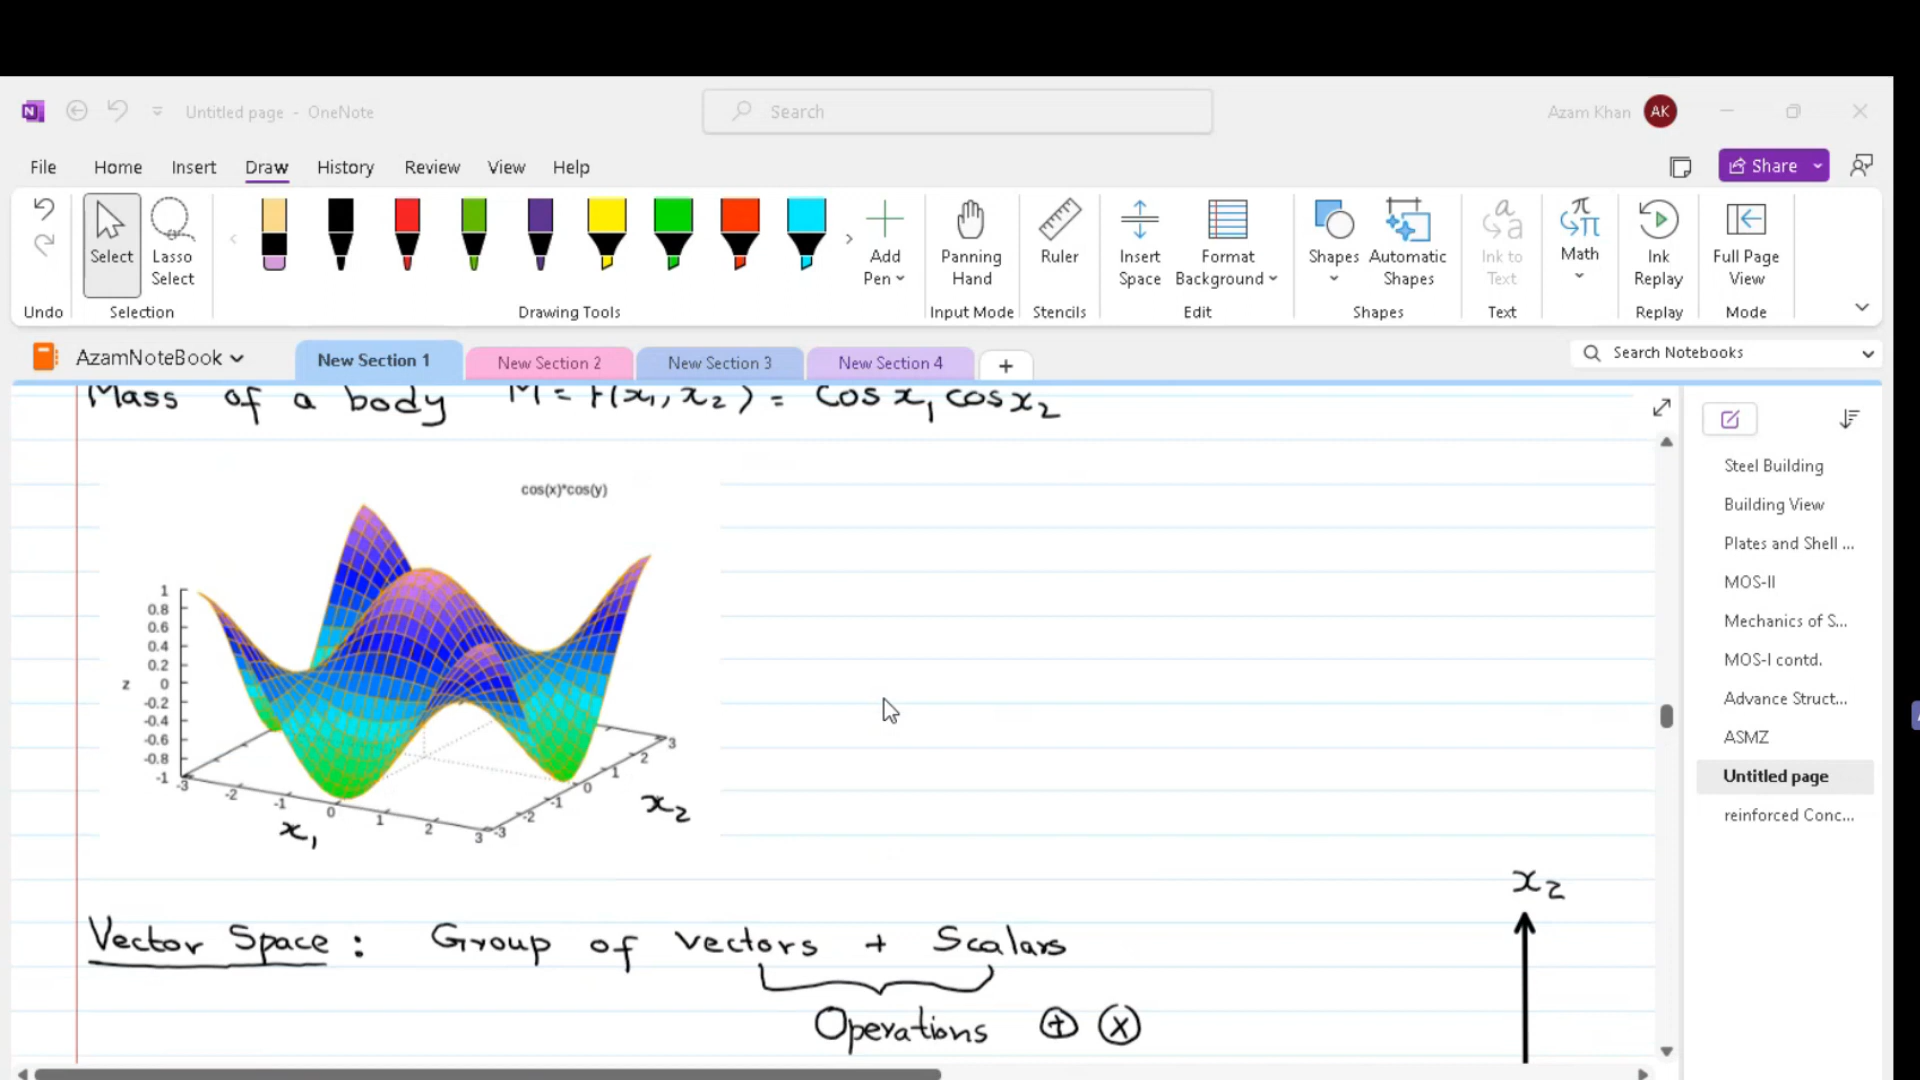 Untitled page - OneNote
Search
Azam Khan AK
File Home Insert Draw History Review View Help
Share
Select
Lasso Select
Add Pen
Panning Hand
Ruler
Insert Space
Format Background
Shapes
Automatic Shapes
Ink to Text
Math
Ink Replay
Full Page View
Undo Selection Drawing Tools Input Mode Stencils Edit Shapes Text Replay Mode
AzamNoteBook New Section 1 New Section 2 New Section 3 New Section 4 +
Search Notebooks
Mass of a body M = F(x₁, x₂) = Cos x₁ cos x₂
cos(x)*cos(y)
1
0.8
0.6
0.4
0.2
z 0
-0.2
-0.4
-0.6
-0.8
-1
-3 -2 -1 0 1 2 3
-3 -2 -1 0 1 2 3
x₁
x₂
Vector Space : Group of vectors + Scalars
Operations + x
x₂
Steel Building
Building View
Plates and Shell ...
MOS-II
Mechanics of S...
MOS-I contd.
Advance Struct...
ASMZ
Untitled page
reinforced Conc...